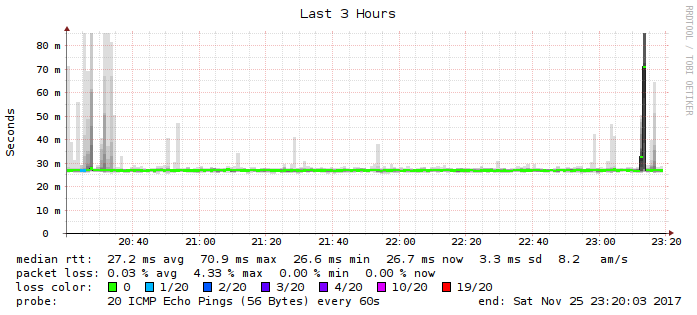 Last 3 Hours
RRDTOOL / TOBI OETIKER
Seconds
80 m
70 m
60 m
50 m
40 m
30 m
20 m
10 m
0
20:40 21:00 21:20 21:40 22:00 22:20 22:40 23:00 23:20
median rtt: 27.2 ms avg 70.9 ms max 26.6 ms min 26.7 ms now 3.3 ms sd 8.2 am/s
packet loss: 0.03 % avg 4.33 % max 0.00 % min 0.00 % now
loss color: 0 1/20 2/20 3/20 4/20 10/20 19/20
probe: 20 ICMP Echo Pings (56 Bytes) every 60s end: Sat Nov 25 23:20:03 2017